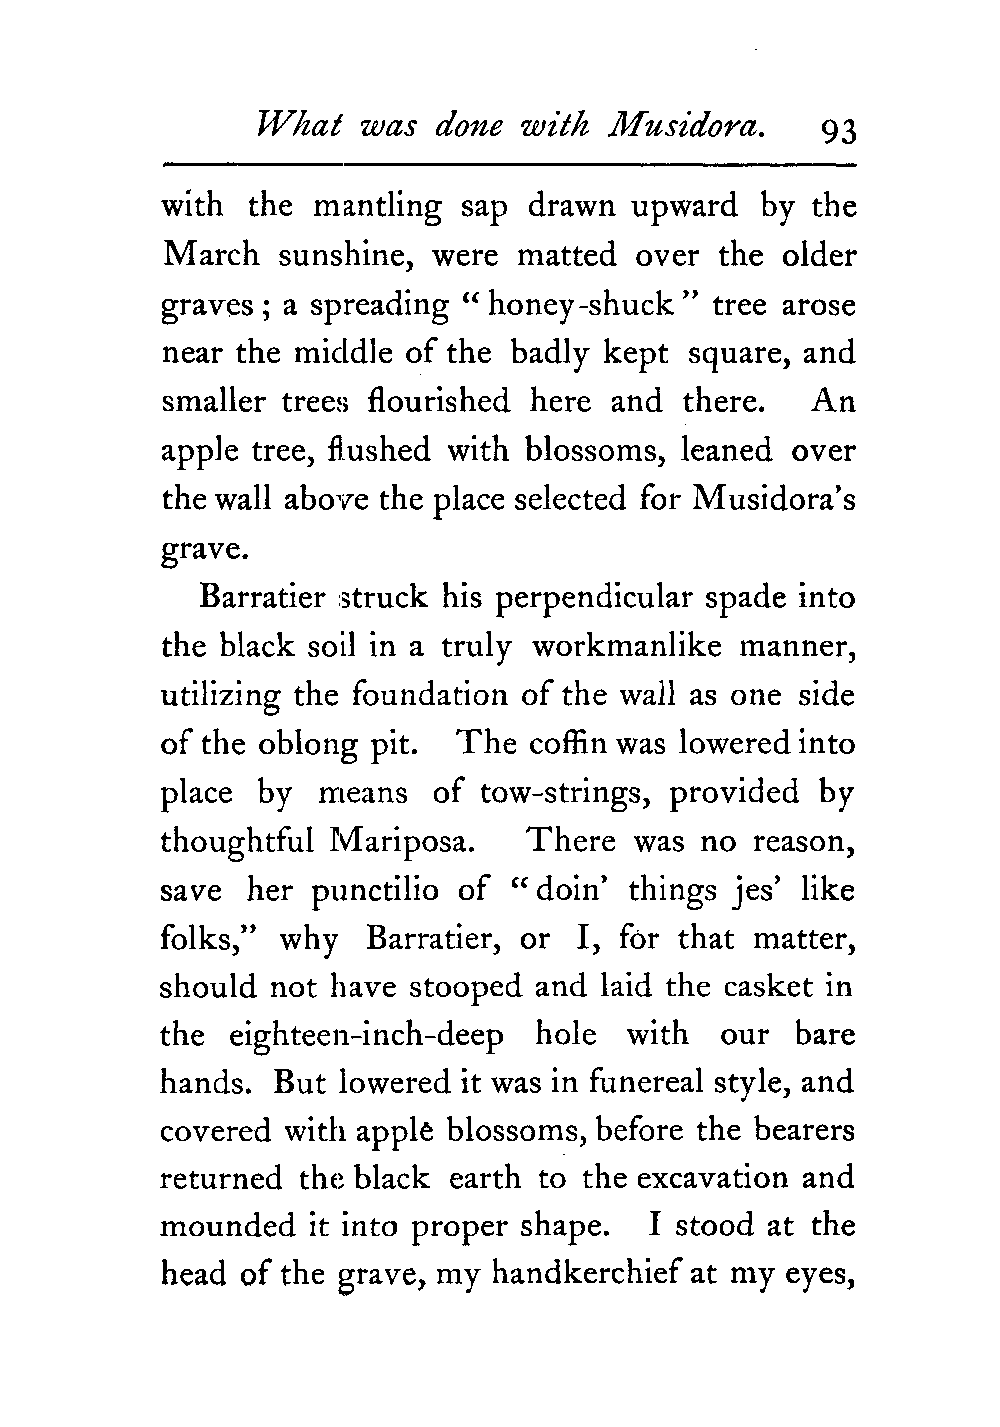 What was done with Musidora. 93
with the mantling sap drawn upward by the
March sunshine, were matted over the older
graves; a spreading “honey-shuck” tree arose
near the middle of the badly kept square, and
smaller trees flourished here and there. An
apple tree, flushed with blossoms, leaned over
the wall above the place selected for Musidora’s
grave.
Barratier struck his perpendicular spade into
the black soil in a truly workmanlike manner,
utilizing the foundation of the wall as one side
of the oblong pit. The coffin was lowered into
place by means of tow-strings, provided by
thoughtful Mariposa. There was no reason,
save her punctilio of “doin’ things jes’ like
folks,” why Barratier, or I, for that matter,
should not have stooped and laid the casket in
the eighteen-inch-deep hole with our bare
hands. But lowered it was in funereal style, and
covered with apple blossoms, before the bearers
returned the black earth to the excavation and
mounded it into proper shape. I stood at the
head of the grave, my handkerchief at my eyes,